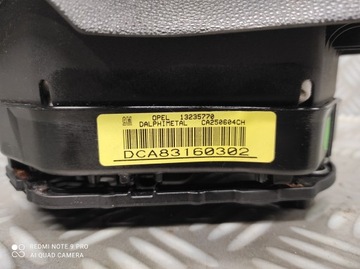 OPEL 13235770
DALPHIMETAL CA250604CH
DCA83160302
REDMI NOTE 9 PRO
AI QUAD CAMERA